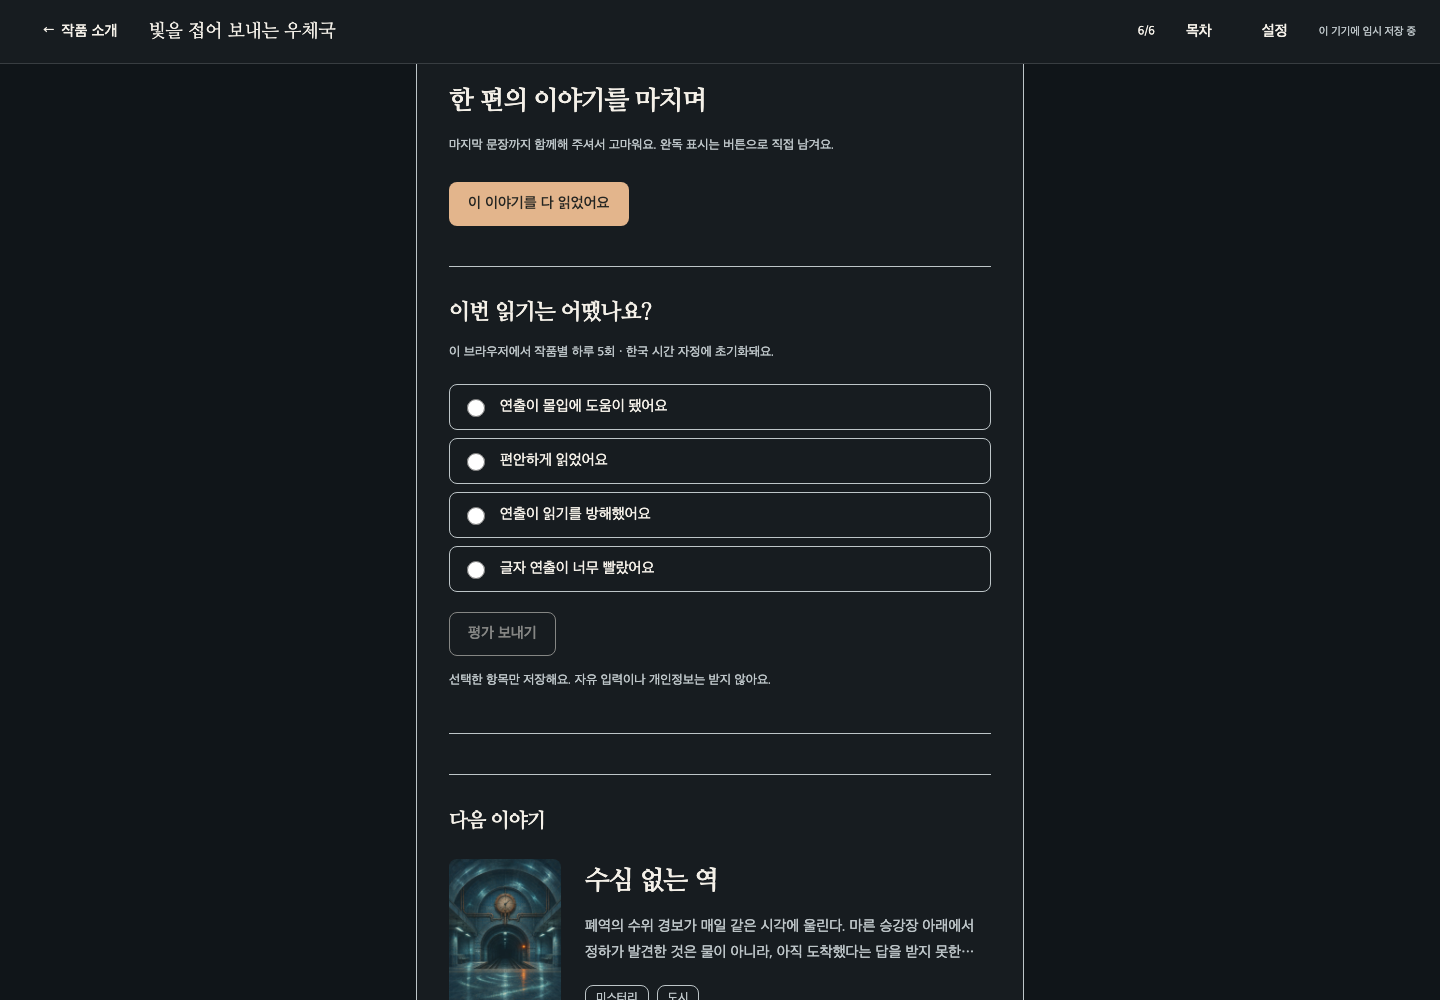 ← 작품 소개 빛을 접어 보내는 우체국 6/6 목차 설정 이 기기에 임시 저장 중
한 편의 이야기를 마치며
마지막 문장까지 함께해 주셔서 고마워요. 완독 표시는 버튼으로 직접 남겨요.
이 이야기를 다 읽었어요
이번 읽기는 어땠나요?
이 브라우저에서 작품별 하루 5회 · 한국 시간 자정에 초기화돼요.
연출이 몰입에 도움이 됐어요
편안하게 읽었어요
연출이 읽기를 방해했어요
글자 연출이 너무 빨랐어요
평가 보내기
선택한 항목만 저장해요. 자유 입력이나 개인정보는 받지 않아요.
다음 이야기
수심 없는 역
폐역의 수위 경보가 매일 같은 시각에 울린다. 마른 승강장 아래에서
정하가 발견한 것은 물이 아니라, 아직 도착했다는 답을 받지 못한…
미스터리 도시